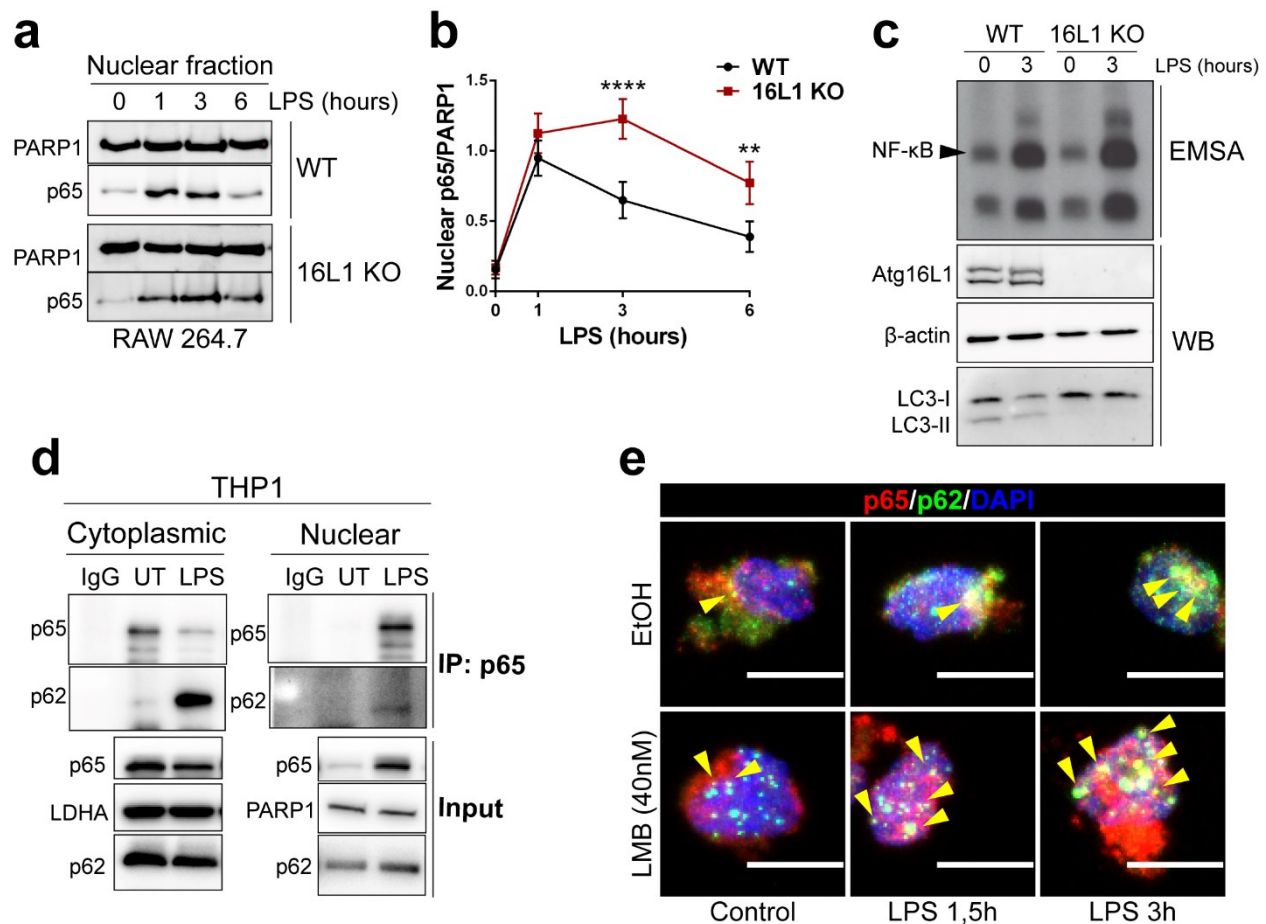 a
Nuclear fraction
0 1 3 6 LPS (hours)
PARP1
p65
WT
PARP1
p65
16L1 KO
RAW 264.7
b
WT
16L1 KO
Nuclear p65/PARP1
1.5
1.0
0.5
0.0
****
**
0 1 3 6
LPS (hours)
c
WT 16L1 KO
0 3 0 3 LPS (hours)
NF-κB
EMSA
Atg16L1
β-actin
LC3-I
LC3-II
WB
d
THP1
Cytoplasmic Nuclear
IgG UT LPS IgG UT LPS
p65 p65
p62 p62
IP: p65
p65 p65
LDHA PARP1
p62 p62
Input
e
p65/p62/DAPI
EtOH
LMB (40nM)
Control LPS 1,5h LPS 3h